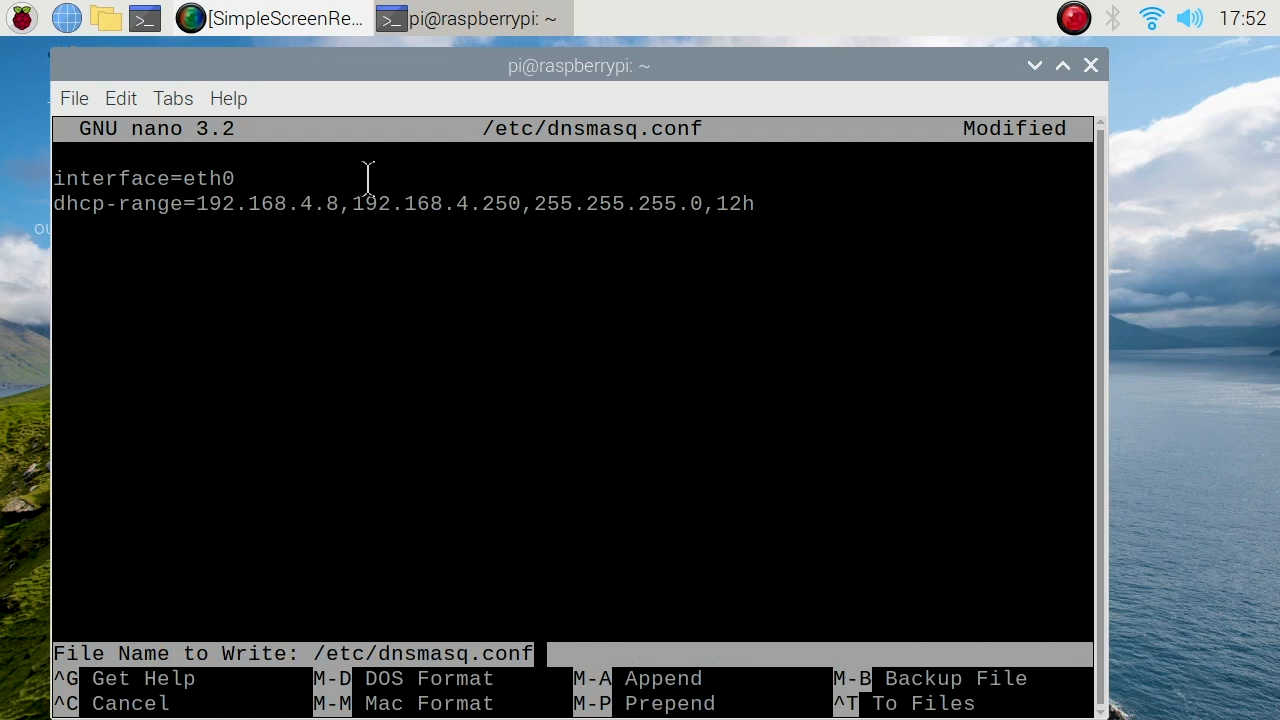 [SimpleScreenRe... pi@raspberrypi: ~ 17:52
pi@raspberrypi: ~
File Edit Tabs Help
GNU nano 3.2 /etc/dnsmasq.conf Modified
interface=eth0
dhcp-range=192.168.4.8,192.168.4.250,255.255.255.0,12h
File Name to Write: /etc/dnsmasq.conf
^G Get Help M-D DOS Format M-A Append M-B Backup File
^C Cancel M-M Mac Format M-P Prepend ^T To Files